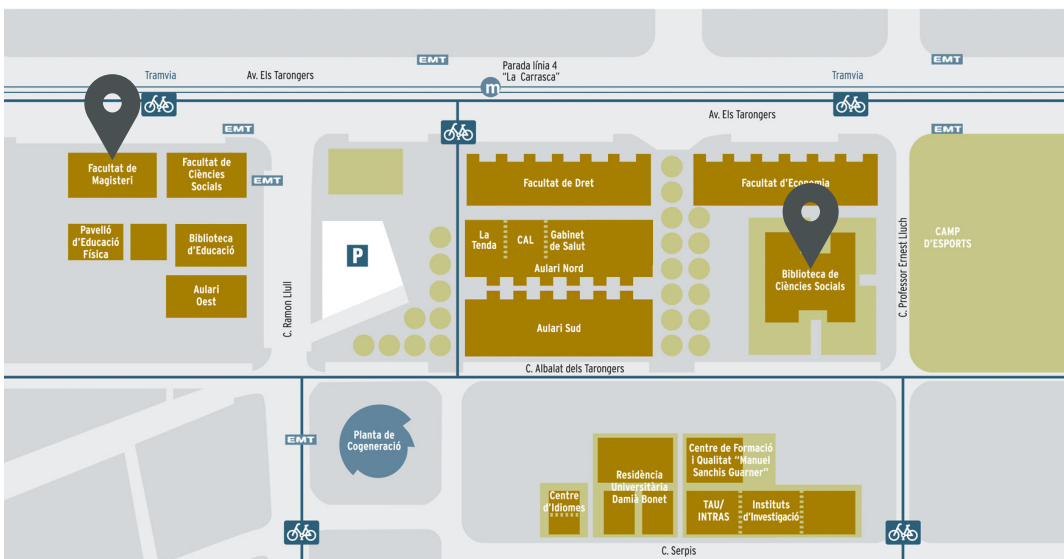 EMT
EMT
Parada línia 4
"La Carrasca"
m
Tramvia
Av. Els Tarongers
Tramvia
Av. Els Tarongers
EMT
EMT
EMT
Facultat de
Magisteri
Facultat de
Ciències
Socials
Facultat de Dret
Facultat d'Economia
Pavelló
d'Educació
Física
Biblioteca
d'Educació
Aulari
Oest
P
C. Ramon Llull
La
Tenda
CAL
Gabinet
de Salut
Aulari Nord
Aulari Sud
Biblioteca de
Ciències Socials
C. Professor Ernest Lluch
CAMP
D'ESPORTS
C. Albalat dels Tarongers
EMT
Planta de
Cogeneració
Centre
d'Idiomes
Residència
Universitària
Damià Bonet
Centre de Formació
i Qualitat "Manuel
Sanchis Guarner"
TAU/
INTRAS
Instituts
d'Investigació
C. Serpis